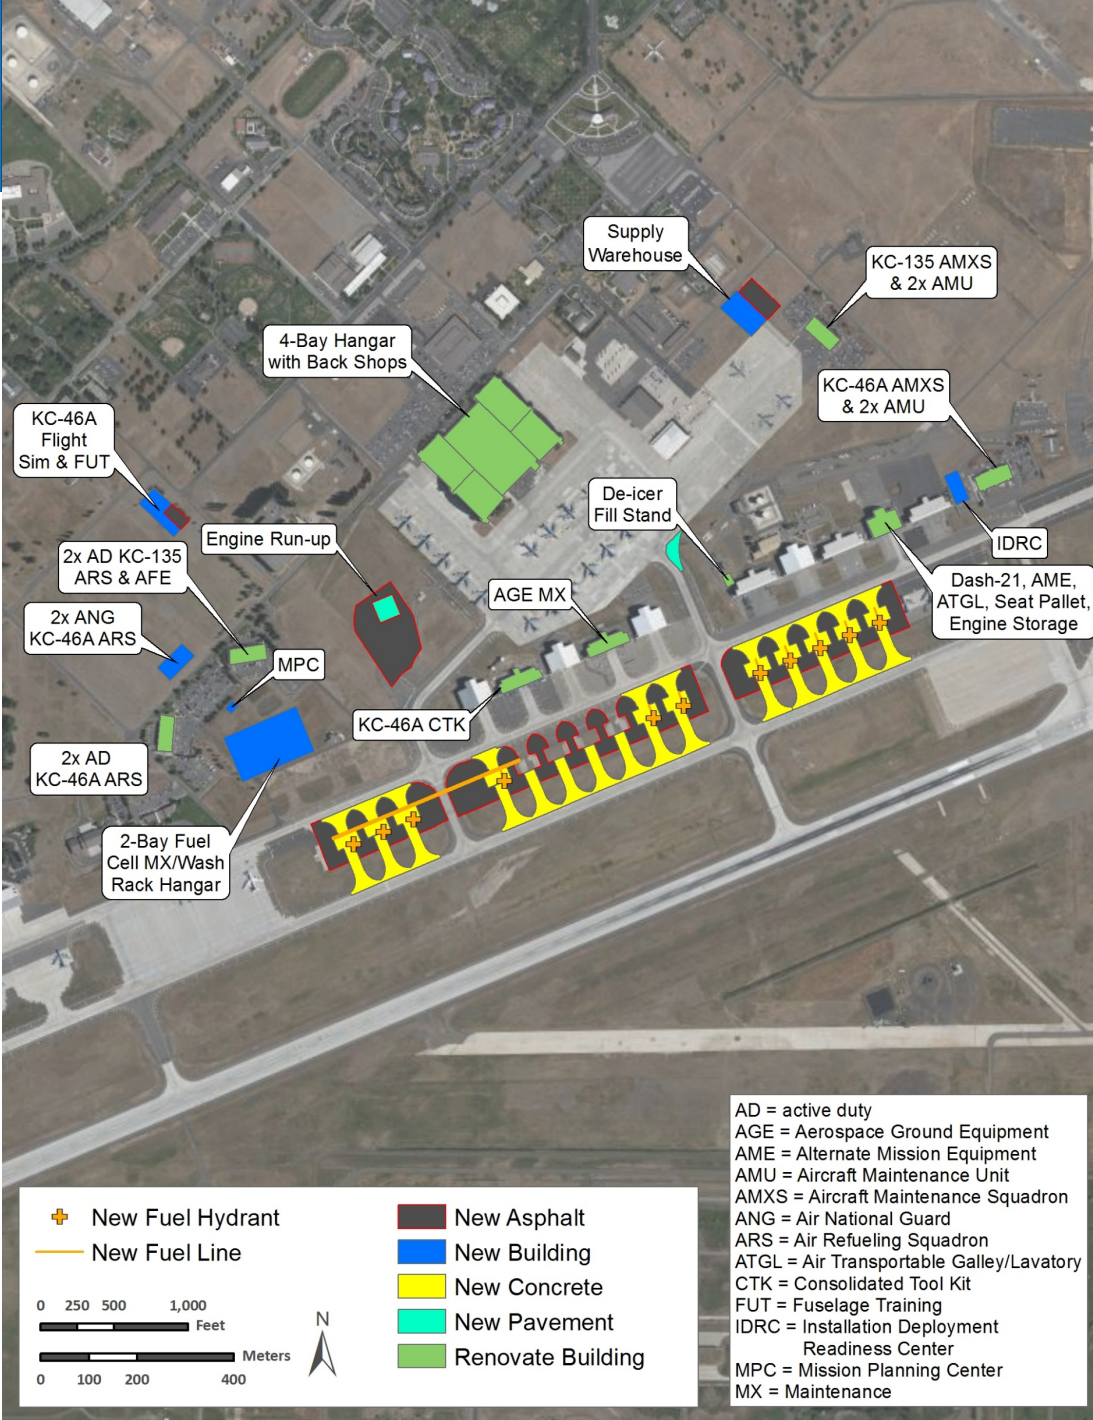 Supply
Warehouse
KC-135 AMXS
& 2x AMU
4-Bay Hangar
with Back Shops
KC-46A AMXS
& 2x AMU
KC-46A
Flight
Sim & FUT
De-icer
Fill Stand
Engine Run-up
IDRC
2x AD KC-135
ARS & AFE
AGE MX
Dash-21, AME,
ATGL, Seat Pallet,
Engine Storage
2x ANG
KC-46A ARS
MPC
KC-46A CTK
2x AD
KC-46A ARS
2-Bay Fuel
Cell MX/Wash
Rack Hangar
AD = active duty
AGE = Aerospace Ground Equipment
AME = Alternate Mission Equipment
AMU = Aircraft Maintenance Unit
AMXS = Aircraft Maintenance Squadron
ANG = Air National Guard
ARS = Air Refueling Squadron
ATGL = Air Transportable Galley/Lavatory
CTK = Consolidated Tool Kit
FUT = Fuselage Training
IDRC = Installation Deployment
Readiness Center
MPC = Mission Planning Center
MX = Maintenance
New Fuel Hydrant
New Fuel Line
0 250 500 1,000
Feet
Meters
0 100 200 400
N
New Asphalt
New Building
New Concrete
New Pavement
Renovate Building